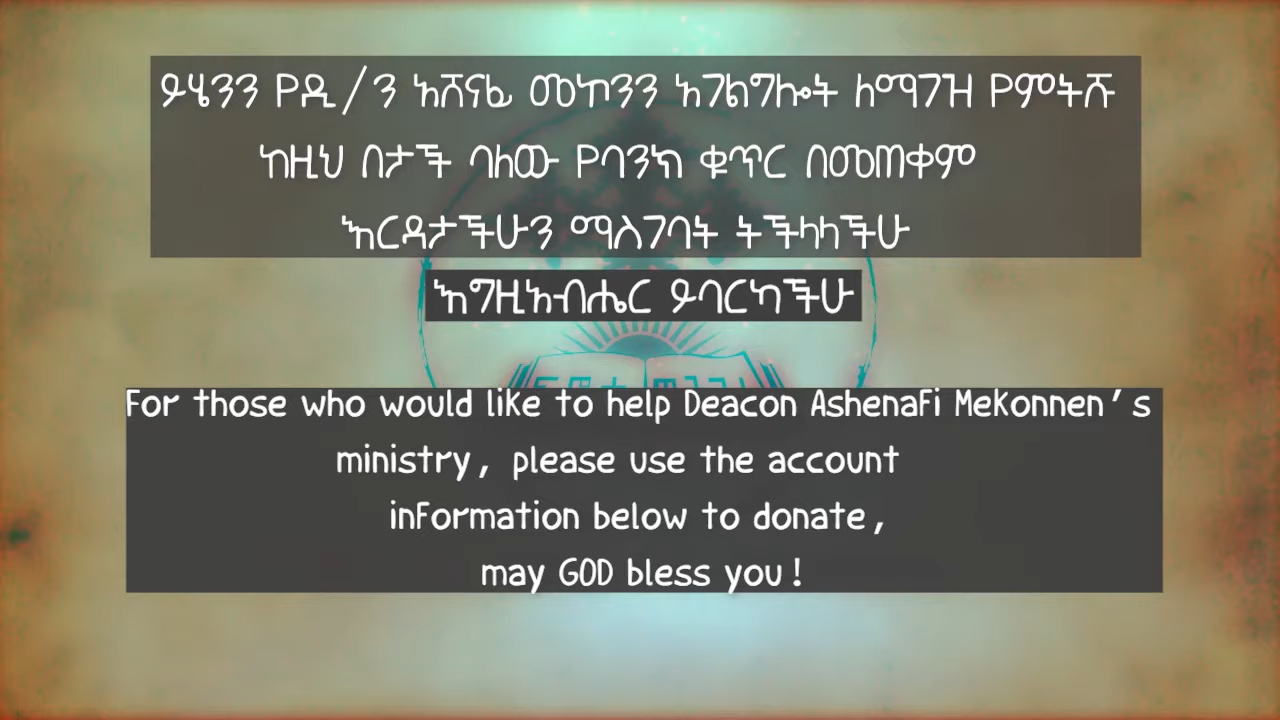 ይሄንን የዲ/ን አሸናፊ መኮንን አገልግሎት ለማገዝ የምትሹ
ከዚህ በታች ባለው የባንክ ቁጥር በመጠቀም
እርዳታችሁን ማስገባት ትችላላችሁ
እግዚአብሔር ይባርካችሁ
For those who would like to help Deacon Ashenafi Mekonnen's
ministry, please use the account
information below to donate,
may GOD bless you!